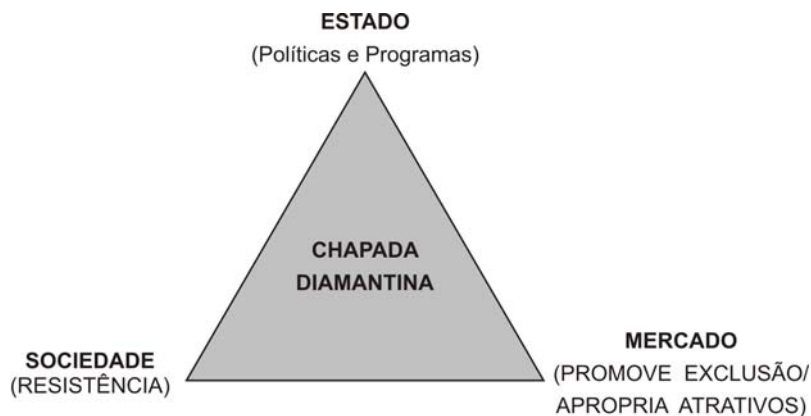 ESTADO
(Políticas e Programas)
CHAPADA
DIAMANTINA
SOCIEDADE
(RESISTÊNCIA)
MERCADO
(PROMOVE EXCLUSÃO/
APROPRIA ATRATIVOS)